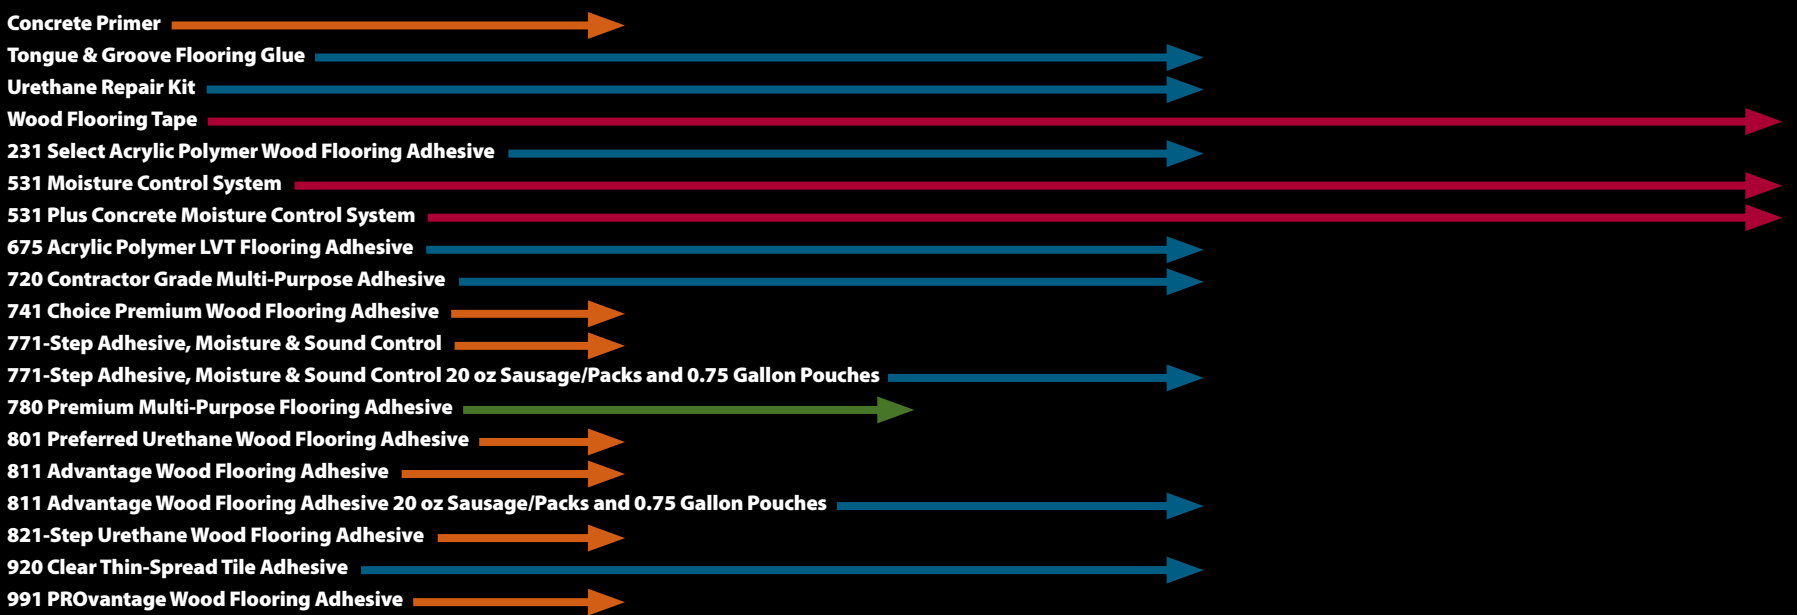 Concrete Primer
Tongue & Groove Flooring Glue
Urethane Repair Kit
Wood Flooring Tape
231 Select Acrylic Polymer Wood Flooring Adhesive
531 Moisture Control System
531 Plus Concrete Moisture Control System
675 Acrylic Polymer LVT Flooring Adhesive
720 Contractor Grade Multi-Purpose Adhesive
741 Choice Premium Wood Flooring Adhesive
771-Step Adhesive, Moisture & Sound Control
771-Step Adhesive, Moisture & Sound Control 20 oz Sausage/Packs and 0.75 Gallon Pouches
780 Premium Multi-Purpose Flooring Adhesive
801 Preferred Urethane Wood Flooring Adhesive
811 Advantage Wood Flooring Adhesive
811 Advantage Wood Flooring Adhesive 20 oz Sausage/Packs and 0.75 Gallon Pouches
821-Step Urethane Wood Flooring Adhesive
920 Clear Thin-Spread Tile Adhesive
991 PROvantage Wood Flooring Adhesive